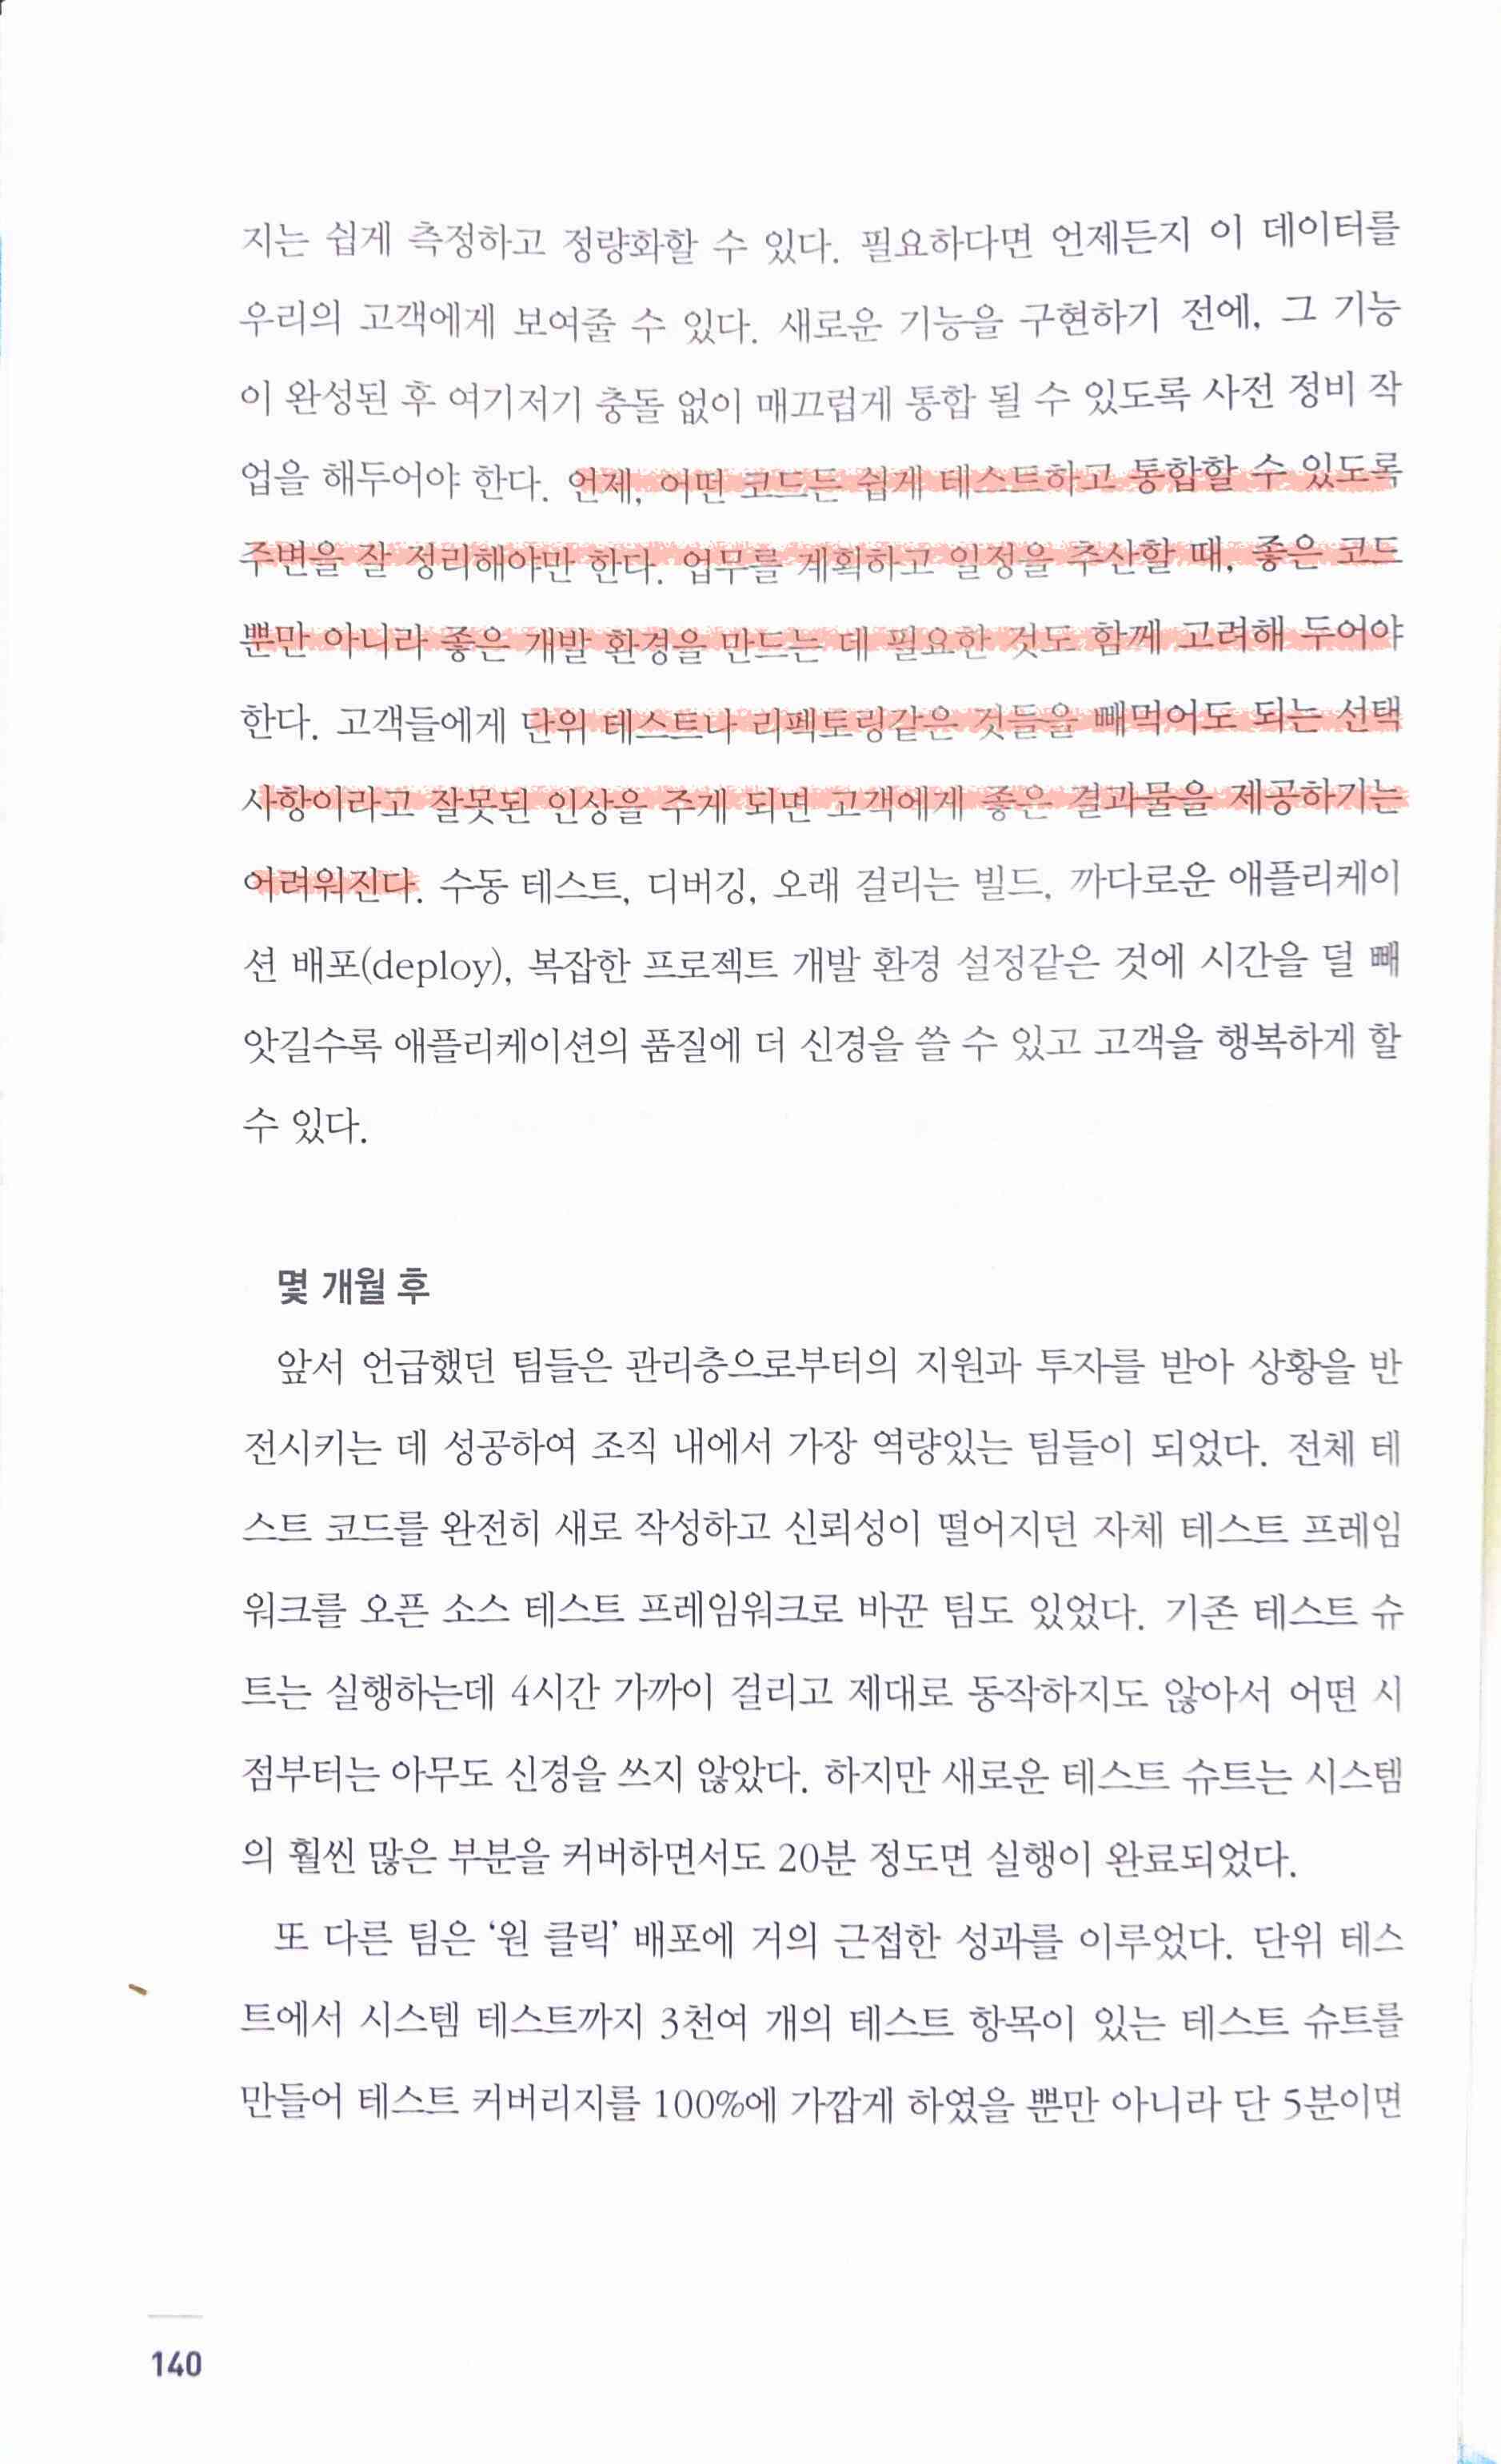 지는 쉽게 측정하고 정량화할 수 있다. 필요하다면 언제든지 이 데이터를
우리의 고객에게 보여줄 수 있다. 새로운 기능을 구현하기 전에, 그 기능
이 완성된 후 여기저기 충돌 없이 매끄럽게 통합 될 수 있도록 사전 정비 작
업을 해두어야 한다. 언제, 어떤 코드든 쉽게 테스트하고 통합할 수 있도록
주변을 잘 정리해야만 한다. 업무를 계획하고 일정을 추산할 때, 좋은 코드
뿐만 아니라 좋은 개발 환경을 만드는 데 필요한 것도 함께 고려해 두어야
한다. 고객들에게 단위 테스트나 리팩토링같은 것들을 빼먹어도 되는 선택
사항이라고 잘못된 인상을 주게 되면 고객에게 좋은 결과물을 제공하기는
어려워진다. 수동 테스트, 디버깅, 오래 걸리는 빌드, 까다로운 애플리케이
션 배포(deploy), 복잡한 프로젝트 개발 환경 설정같은 것에 시간을 덜 빼
앗길수록 애플리케이션의 품질에 더 신경을 쓸 수 있고 고객을 행복하게 할
수 있다.
몇 개월 후
앞서 언급했던 팀들은 관리층으로부터의 지원과 투자를 받아 상황을 반
전시키는 데 성공하여 조직 내에서 가장 역량있는 팀들이 되었다. 전체 테
스트 코드를 완전히 새로 작성하고 신뢰성이 떨어지던 자체 테스트 프레임
워크를 오픈 소스 테스트 프레임워크로 바꾼 팀도 있었다. 기존 테스트 슈
트는 실행하는데 4시간 가까이 걸리고 제대로 동작하지도 않아서 어떤 시
점부터는 아무도 신경을 쓰지 않았다. 하지만 새로운 테스트 슈트는 시스템
의 훨씬 많은 부분을 커버하면서도 20분 정도면 실행이 완료되었다.
또 다른 팀은 ‘원 클릭’ 배포에 거의 근접한 성과를 이루었다. 단위 테스
트에서 시스템 테스트까지 3천여 개의 테스트 항목이 있는 테스트 슈트를
만들어 테스트 커버리지를 100%에 가깝게 하였을 뿐만 아니라 단 5분이면
140